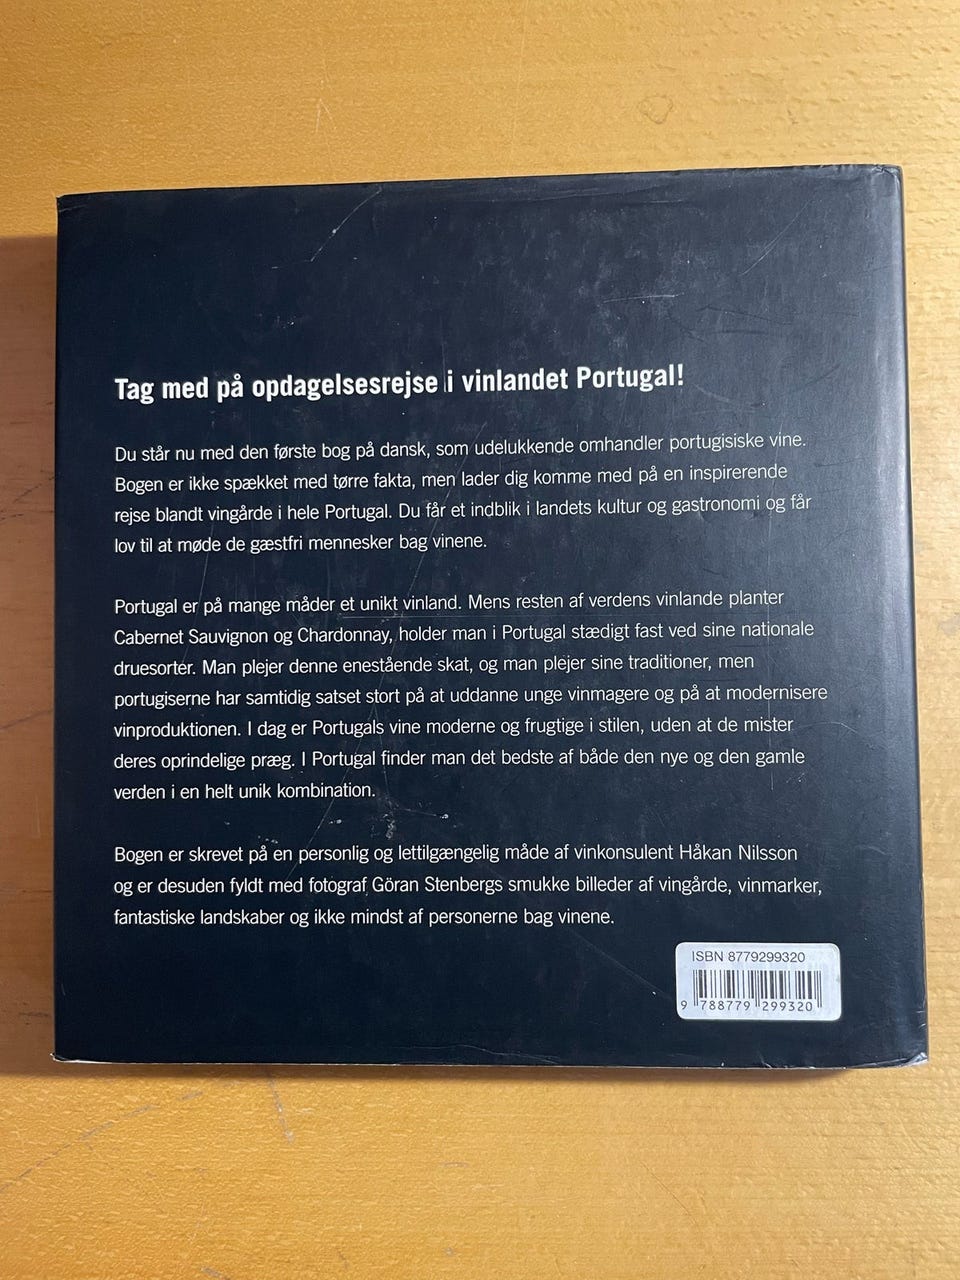 Tag med på opdagelsesrejse i vinlandet Portugal!
Du står nu med den første bog på dansk, som udelukkende omhandler portugisiske vine.
Bogen er ikke spækket med tørre fakta, men lader dig komme med på en inspirerende
rejse blandt vingårde i hele Portugal. Du får et indblik i landets kultur og gastronomi og får
lov til at møde de gæstfri mennesker bag vinene.
Portugal er på mange måder et unikt vinland. Mens resten af verdens vinlande planter
Cabernet Sauvignon og Chardonnay, holder man i Portugal stædigt fast ved sine nationale
druesorter. Man plejer denne enestående skat, og man plejer sine traditioner, men
portugiserne har samtidig satset stort på at uddanne unge vinmagere og på at modernisere
vinproduktionen. I dag er Portugals vine moderne og frugtige i stilen, uden at de mister
deres oprindelige præg. I Portugal finder man det bedste af både den nye og den gamle
verden i en helt unik kombination.
Bogen er skrevet på en personlig og lettilgængelig måde af vinkonsulent Håkan Nilsson
og er desuden fyldt med fotograf Göran Stenbergs smukke billeder af vingårde, vinmarker,
fantastiske landskaber og ikke mindst af personerne bag vinene.
ISBN 8779299320
9 788779 299320